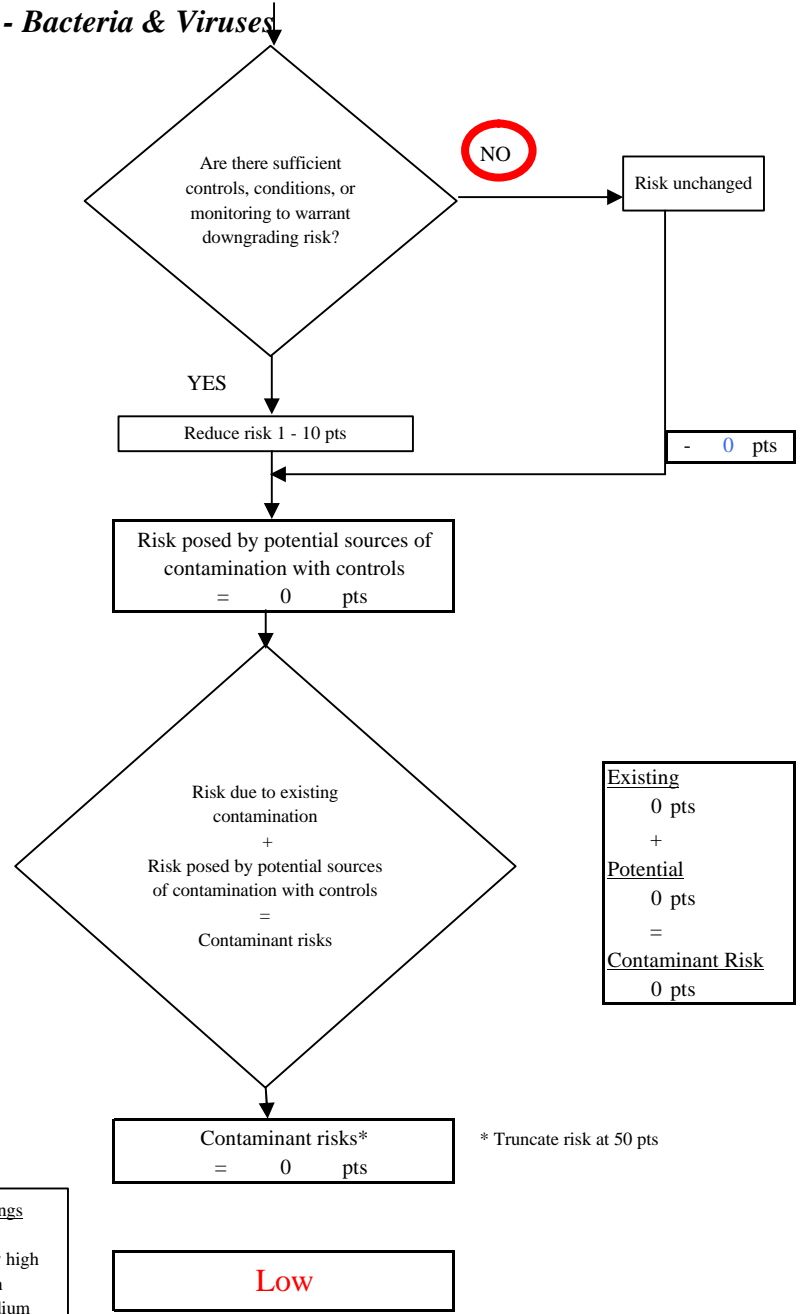 - Bacteria & Viruses
Are there sufficient
controls, conditions, or
monitoring to warrant
downgrading risk?
NO
Risk unchanged
YES
Reduce risk 1 - 10 pts
- 0 pts
Risk posed by potential sources of
contamination with controls
= 0 pts
Risk due to existing
contamination
+
Risk posed by potential sources
of contamination with controls
=
Contaminant risks
Existing
0 pts
+
Potential
0 pts
=
Contaminant Risk
0 pts
Contaminant risks*
= 0 pts
* Truncate risk at 50 pts
high
Low